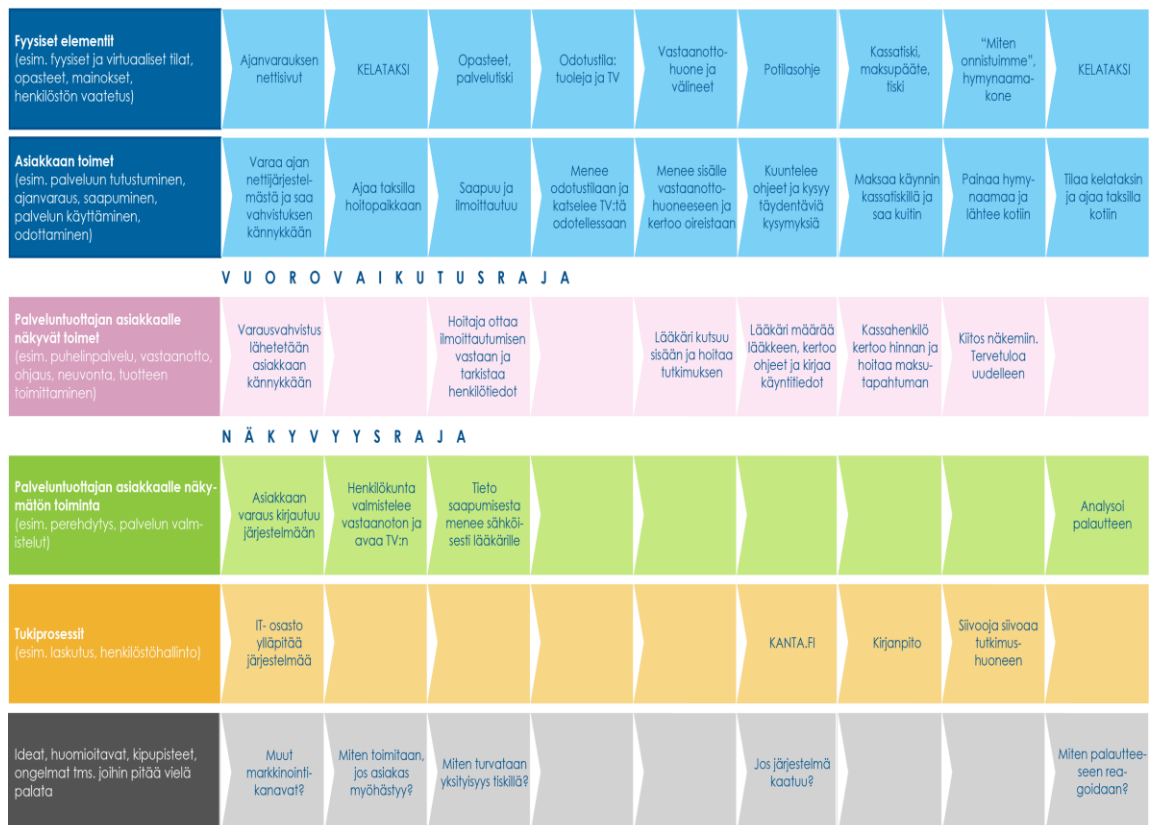 Fyysiset elementit
(esim. fyysiset ja virtuaaliset tilat,
opasteet, mainokset,
henkilöstön vaatetus)
Ajanvarauksen
nettisivut
KELATAKSI
Opasteet,
palvelutiski
Odotustila:
tuoleja ja TV
Vastaanotto-
huone ja
välineet
Potilasohje
Kassatiski,
maksupääte,
tiski
“Miten
onnistuimme”,
hymynaama-
kone
KELATAKSI
Asiakkaan toimet
(esim. palveluun tutustuminen,
ajanvaraus, saapuminen,
palvelun käyttäminen,
odottaminen)
Varaa ajan
nettijärjestel-
mästä ja saa
vahvistuksen
kännykkään
Ajaa taksilla
hoitopaikkaan
Saapuu ja
ilmoittautuu
Menee
odotustilaan ja
katselee TV:tä
odotellessaan
Menee sisälle
vastaanotto-
huoneeseen ja
kertoo oireistaan
Kuuntelee
ohjeet ja kysyy
täydentäviä
kysymyksiä
Maksaa käynnin
kassatiskillä ja
saa kuitin
Painaa hymy-
naamaa ja
lähtee kotiin
Tilaa kelataksin
ja ajaa taksilla
kotiin
VUOROVAIKUTUSRAJA
Palveluntuottajan asiakkaalle
näkyvät toimet
(esim. puhelinpalvelu, vastaanotto,
ohjaus, neuvonta, tuotteen
toimittaminen)
Varausvahvistus
lähetetään
asiakkaan
kännykkään
Hoitaja ottaa
ilmoittautumisen
vastaan ja
tarkistaa
henkilötiedot
Lääkäri kutsuu
sisään ja hoitaa
tutkimuksen
Lääkäri määrää
lääkkeen, kertoo
ohjeet ja kirjaa
käyntitiedot
Kassahenkilö
kertoo hinnan ja
hoitaa maksu-
tapahtuman
Kiitos näkemiin.
Tervetuloa
uudelleen
NÄKYVYYSRAJA
Palveluntuottajan asiakkaalle näky-
mätön toiminta
(esim. perehdytys, palvelun valm-
istelut)
Asiakkaan
varaus kirjautuu
järjestelmään
Henkilökunta
valmistelee
vastaanoton ja
avaa TV:n
Tieto
saapumisesta
menee sähköi-
sesti lääkärille
Analysoi
palautteen
Tukiprosessit
(esim. laskutus, henkilöstöhallinto)
IT- osasto
ylläpitää
järjestelmää
KANTA.FI
Kirjanpito
Siivooja siivoaa
tutkimus-
huoneen
Ideat, huomioitavat, kipupisteet,
ongelmat tms. joihin pitää vielä
palata
Muut
markkinointi-
kanavat?
Miten toimitaan,
jos asiakas
myöhästyy?
Miten turvataan
yksityisyys tiskillä?
Jos järjestelmä
kaatuu?
Miten palauttee-
seen rea-
goidaan?